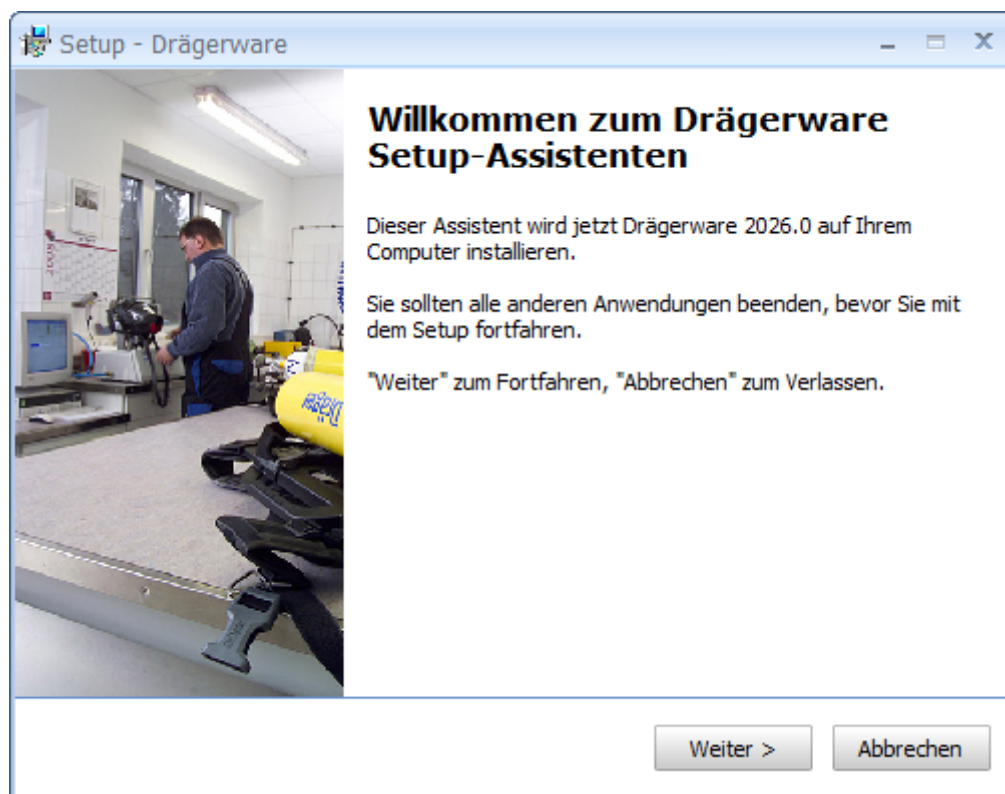 Setup - Drägerware
Willkommen zum Drägerware
Setup-Assistenten
Dieser Assistent wird jetzt Drägerware 2026.0 auf Ihrem
Computer installieren.
Sie sollten alle anderen Anwendungen beenden, bevor Sie mit
dem Setup fortfahren.
"Weiter" zum Fortfahren, "Abbrechen" zum Verlassen.
2008
Dräger
Weiter >
Abbrechen